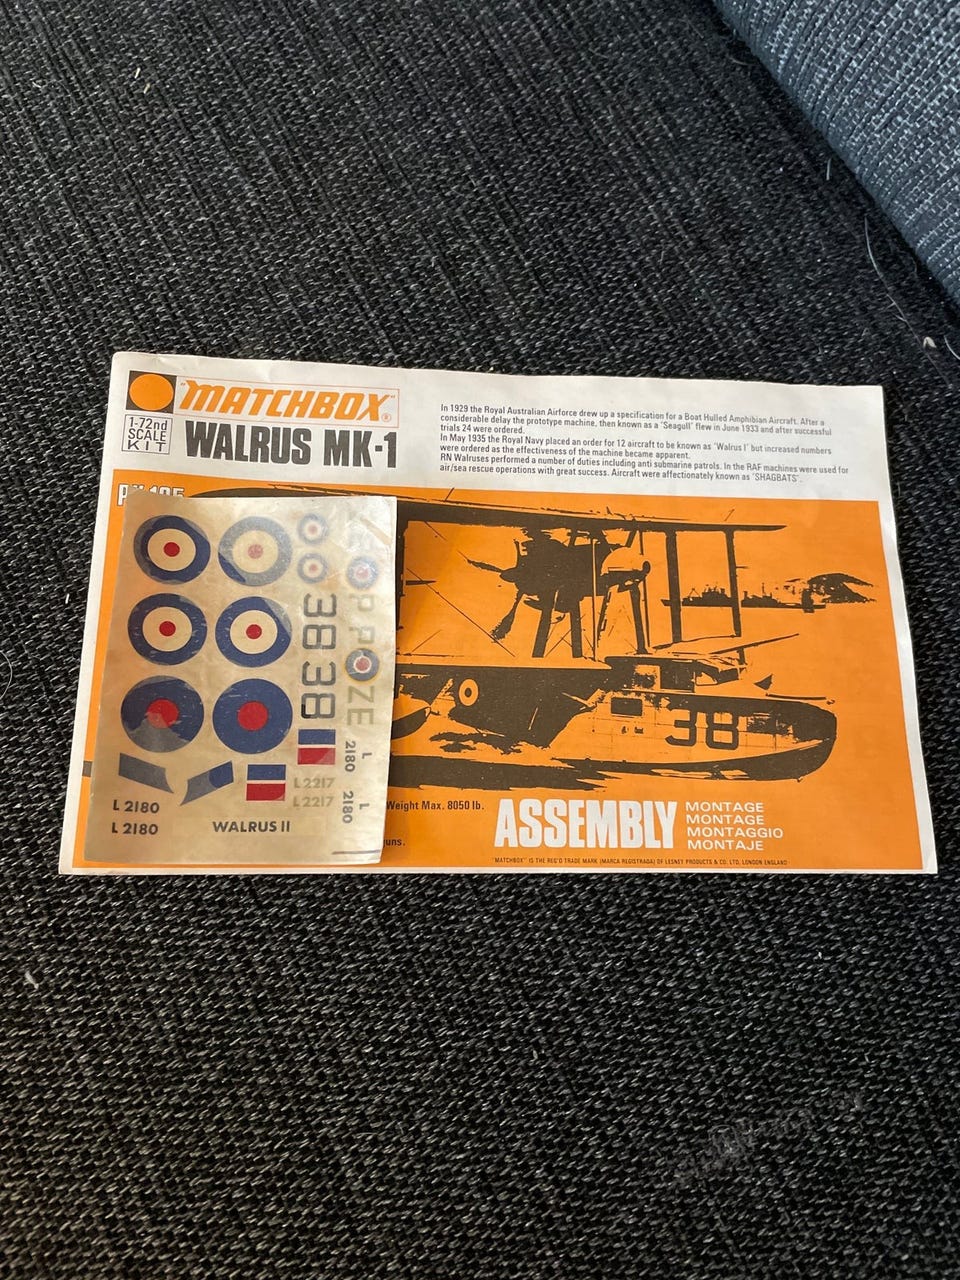 "MATCHBOX"®
1-72nd
SCALE
KIT
WALRUS MK-1
In 1929 the Royal Australian Airforce drew up a specification for a Boat Hulled Amphibian Aircraft. After a
considerable delay the prototype machine, then known as a 'Seagull' flew in June 1933 and after successful
trials 24 were ordered.
In May 1935 the Royal Navy placed an order for 12 aircraft to be known as 'Walrus I' but increased numbers
were ordered as the effectiveness of the machine became apparent.
RN Walruses performed a number of duties including anti submarine patrols. In the RAF machines were used for
air/sea rescue operations with great success. Aircraft were affectionately known as 'SHAGBATS'.
38
38
ZE
L 2180
L 2180
L 2217
L 2217
L 2180
L 2180
WALRUS II
38
Weight Max. 8050 lb.
ASSEMBLY
MONTAGE
MONTAGE
MONTAGGIO
MONTAJE
"MATCHBOX" IS THE REG'D TRADE MARK (MARCA REGISTRADA) OF LESNEY PRODUCTS & CO. LTD. LONDON ENGLAND